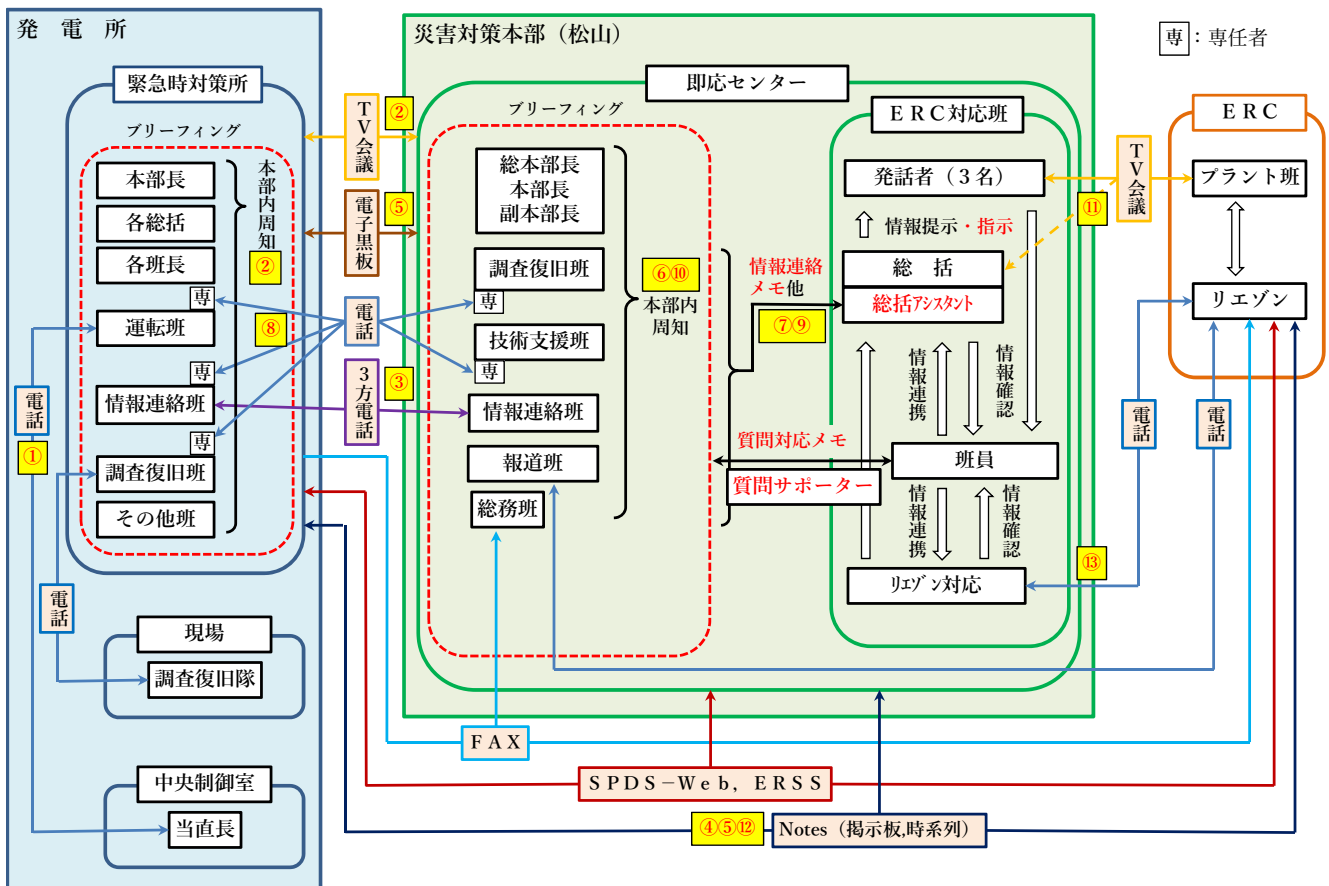 発 電 所
緊急時対策所
ブリーフィング
本部長
各総括
各班長
専
運転班
専
情報連絡班
専
調査復旧班
その他班
本部内周知
②
⑧
電話
①
電話
現場
調査復旧隊
中央制御室
当直長
TV会議
②
電子黒板
⑤
電話
3方電話
③
災害対策本部（松山）
即応センター
ブリーフィング
総本部長
本部長
副本部長
調査復旧班
専
技術支援班
専
情報連絡班
報道班
総務班
⑥⑩
本部内
周知
情報連絡
メモ他
⑦⑨
質問対応メモ
質問サポーター
ERC対応班
発話者（３名）
情報提示・指示
総 括
総括アシスタント
情報連携
情報確認
班員
情報連携
情報確認
リエゾン対応
⑪
⑬
専：専任者
TV会議
ERC
プラント班
リエゾン
電話
電話
FAX
SPDS－Web, ERSS
④⑤⑫
Notes（掲示板,時系列）